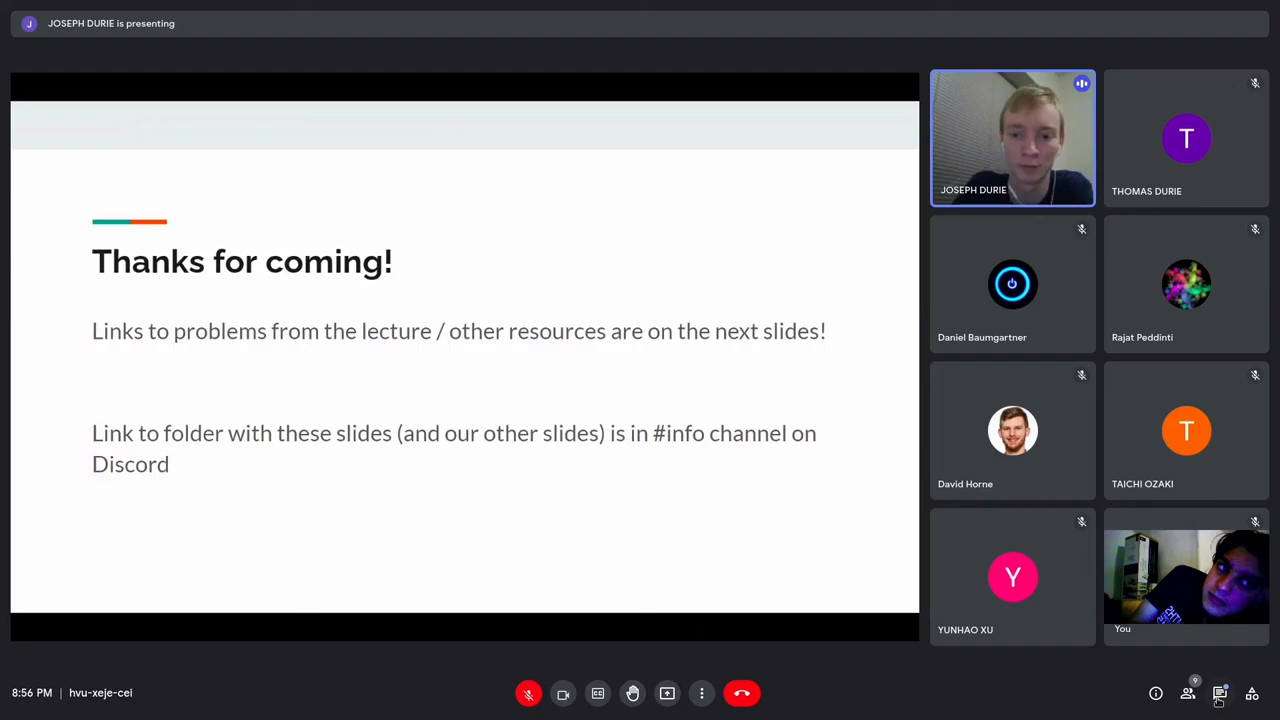 J
JOSEPH DURIE is presenting
Thanks for coming!
Links to problems from the lecture / other resources are on the next slides!
Link to folder with these slides (and our other slides) is in #info channel on
Discord
JOSEPH DURIE
T
THOMAS DURIE
Daniel Baumgartner
Rajat Peddinti
David Horne
T
TAICHI OZAKI
Y
YUNHAO XU
You
8:56 PM | hvu-xeje-cei
9